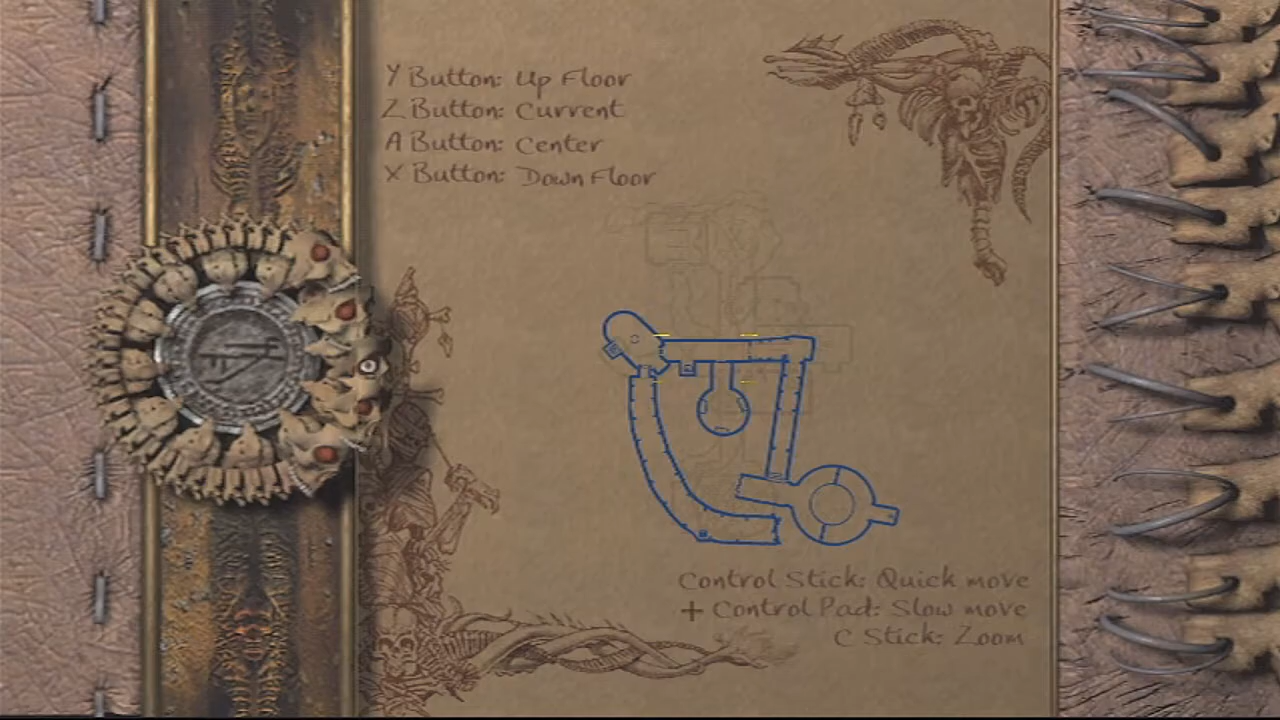 Y Button: Up Floor
Z Button: Current
A Button: Center
X Button: Down Floor
Control Stick: Quick move
+ Control Pad: Slow move
C Stick: Zoom